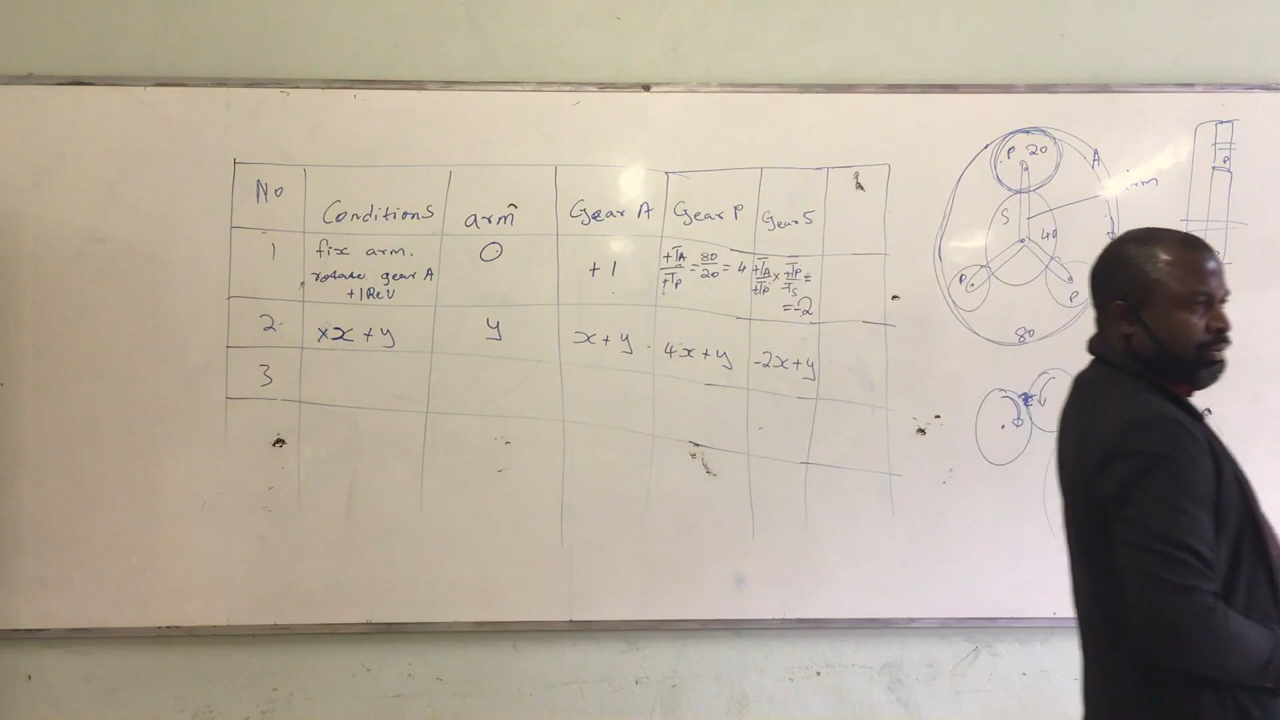 No Conditions arm Gear A Gear P Gear S
1 fix arm. 0 +1 +TA/+TP = 80/20 = 4 +TA/+TP × +TP/-TS =
rotate gear A
+1 Rev = -2
2. ×x + y y x + y 4x + y -2x + y
3
P 20
A
arm
S
40
P
P
80
P